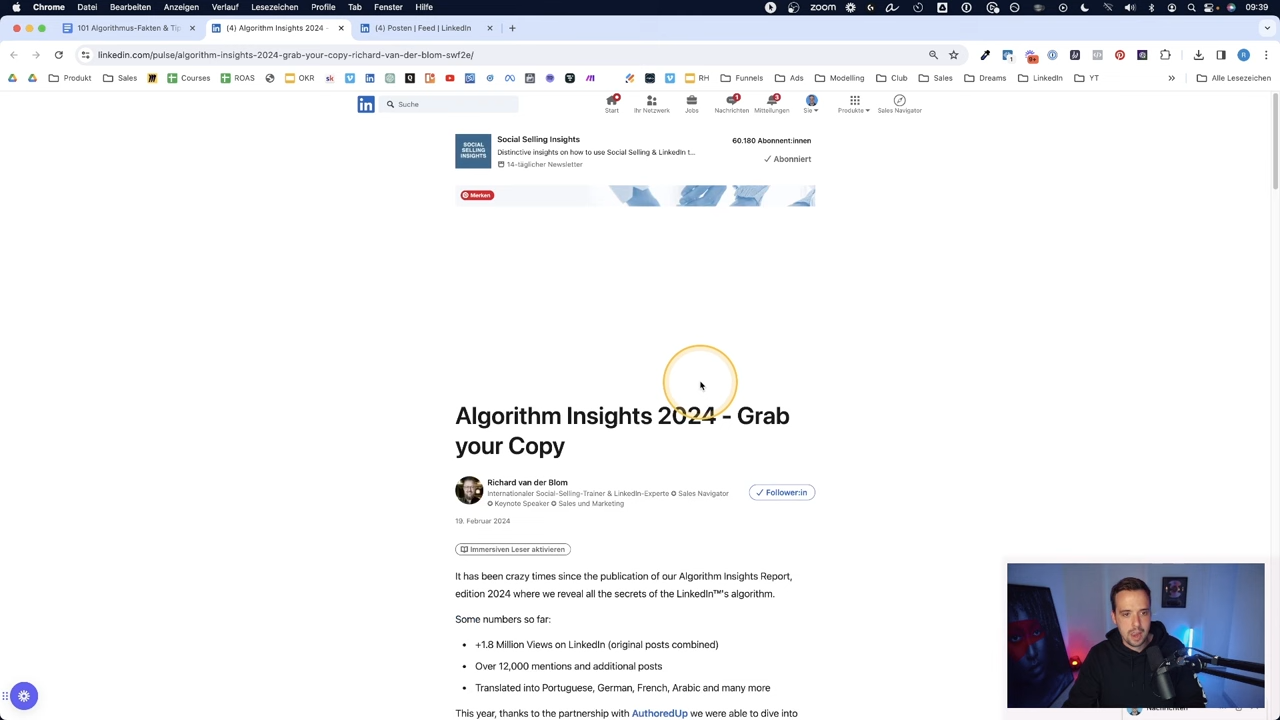 Chrome Datei Bearbeiten Ansicht Verlauf Lesezeichen Profile Tab Fenster Hilfe
zoom
09:39
101 Algorithmus-Fakten & Tip
(4) Algorithm Insights 2024 -
(4) Posten | Feed | LinkedIn
linkedin.com/pulse/algorithm-insights-2024-grab-your-copy-richard-van-der-blom-swf2e/
Produkt Sales Courses ROAS OKR RH Funnels Ads Modelling Club Sales Dreams LinkedIn YT » Alle Lesezeichen
in Suche
Start Ihr Netzwerk Jobs Nachrichten Mitteilungen Sie Produkte Sales Navigator
SOCIAL SELLING INSIGHTS
Social Selling Insights
60.180 Abonnent:innen
Distinctive insights on how to use Social Selling & LinkedIn t...
Abonniert
14-täglicher Newsletter
Merken
Algorithm Insights 2024 - Grab
your Copy
Richard van der Blom
Internationaler Social-Selling-Trainer & LinkedIn-Experte ✪ Sales Navigator
✪ Keynote Speaker ✪ Sales und Marketing
Follower:in
19. Februar 2024
Immersiven Leser aktivieren
It has been crazy times since the publication of our Algorithm Insights Report,
edition 2024 where we reveal all the secrets of the LinkedIn™'s algorithm.
Some numbers so far:
• +1.8 Million Views on LinkedIn (original posts combined)
• Over 12,000 mentions and additional posts
• Translated into Portuguese, German, French, Arabic and many more
This year, thanks to the partnership with AuthoredUp we were able to dive into
Nachrichten